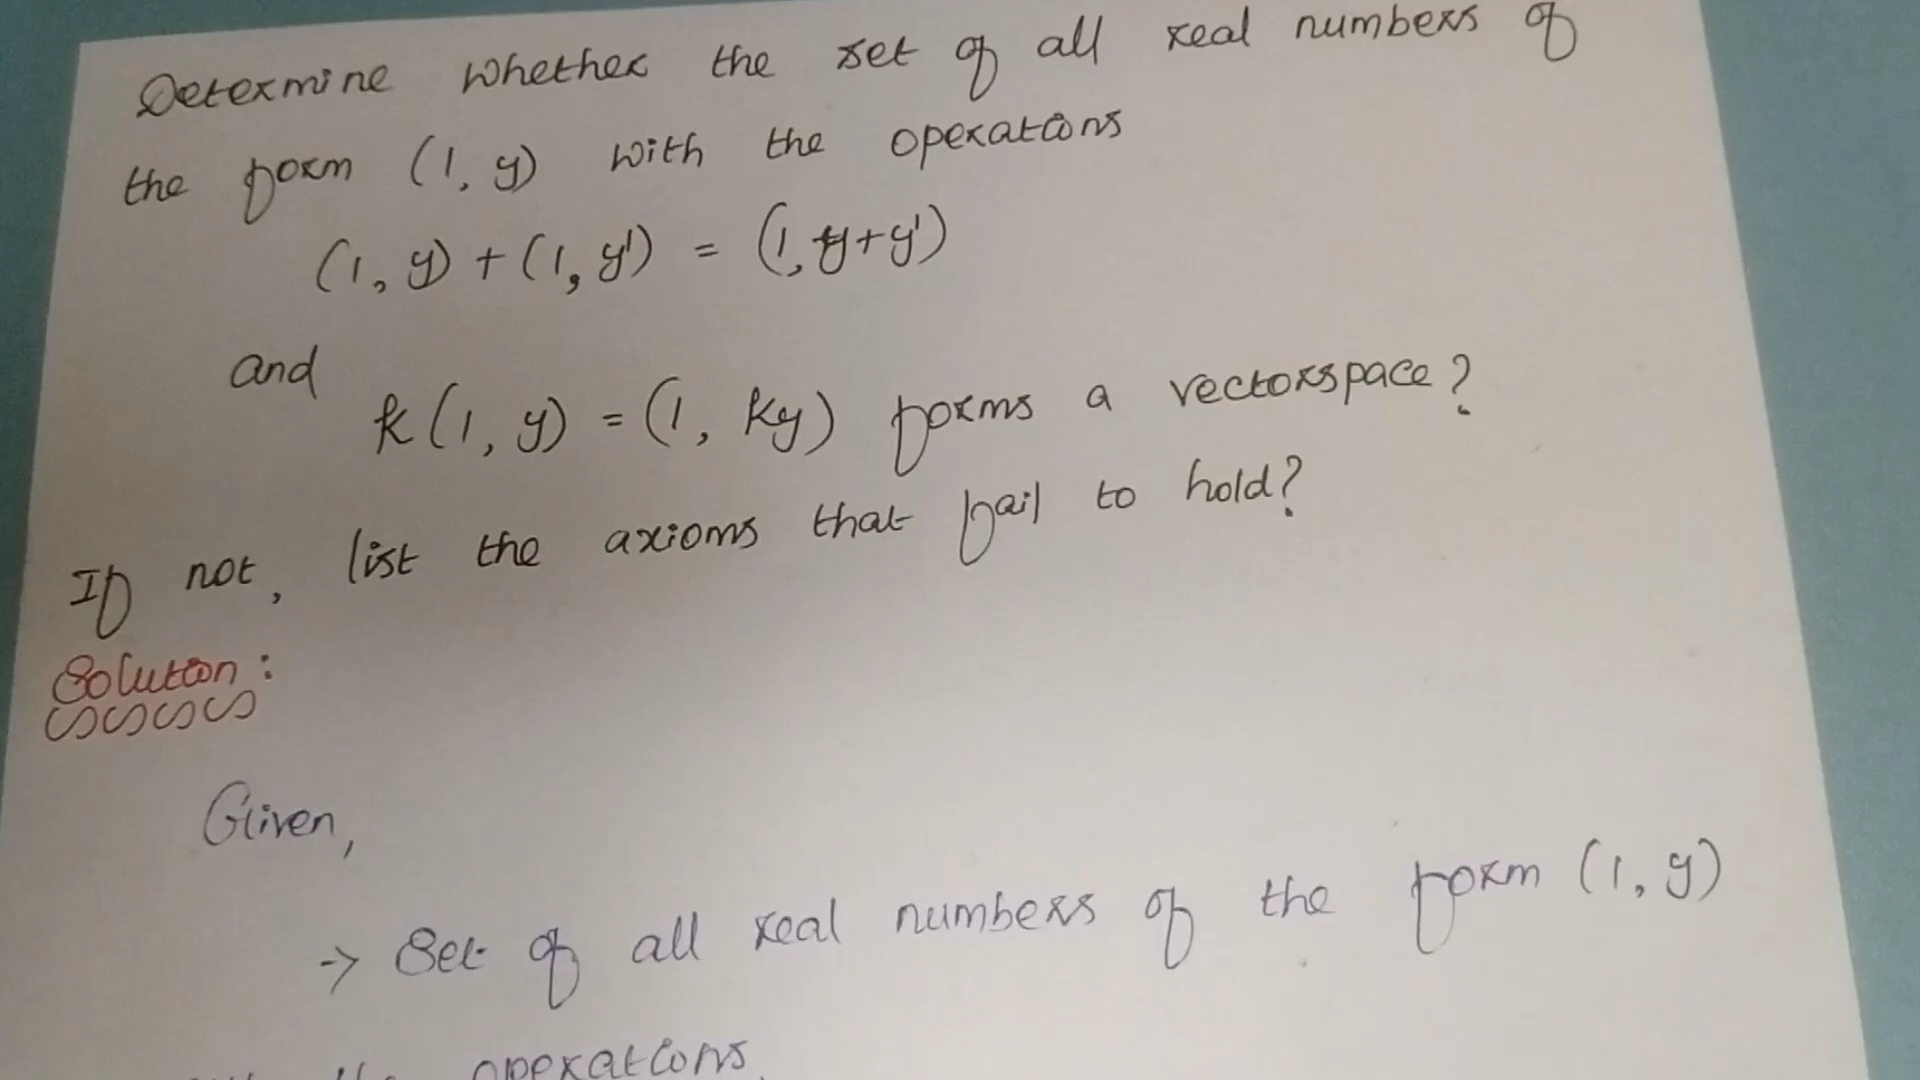 Determine whether the set of all real numbers of
the form (1, y) with the operations
(1, y) + (1, y') = (1, y+y')
and
k(1, y) = (1, ky) forms a vectorspace?
If not, list the axioms that fail to hold?
Solution:
Given,
-> Set of all real numbers of the form (1, y)
operations